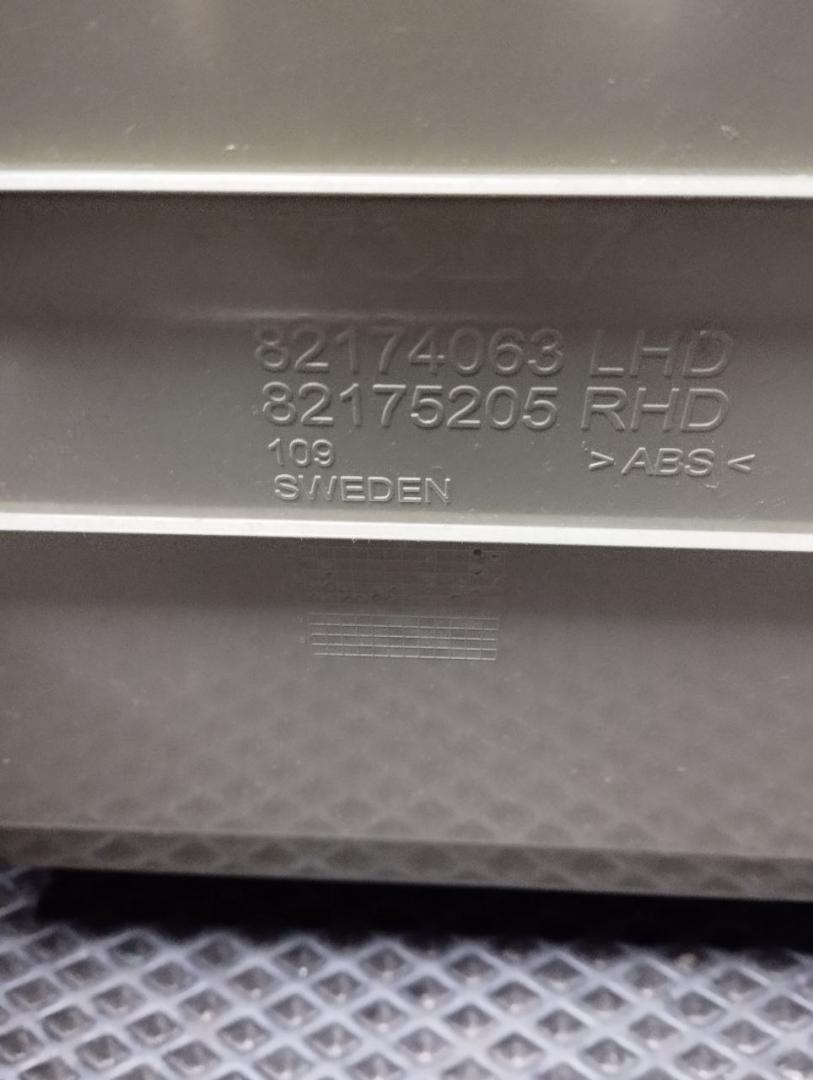 82174063 LHD
82175205 RHD
109 >ABS<
SWEDEN